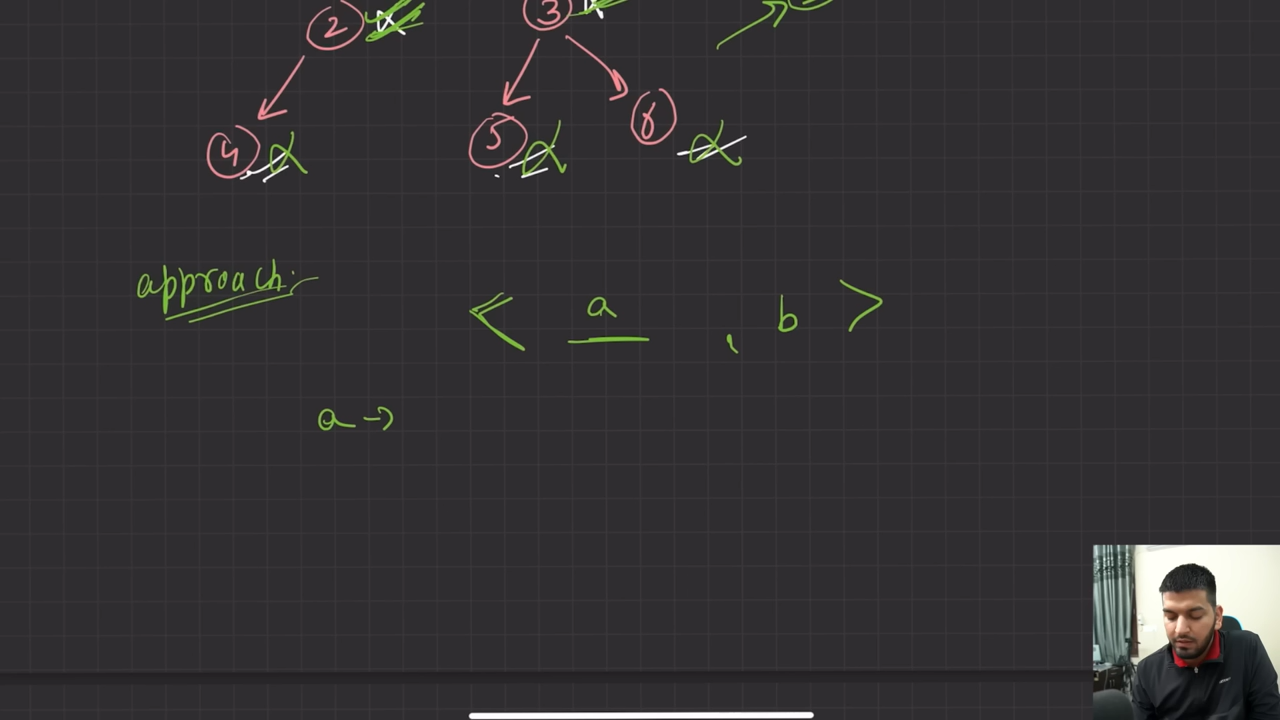 2 α 3 α
4 α 5 α 6 α
approach:-
< a , b >
a →